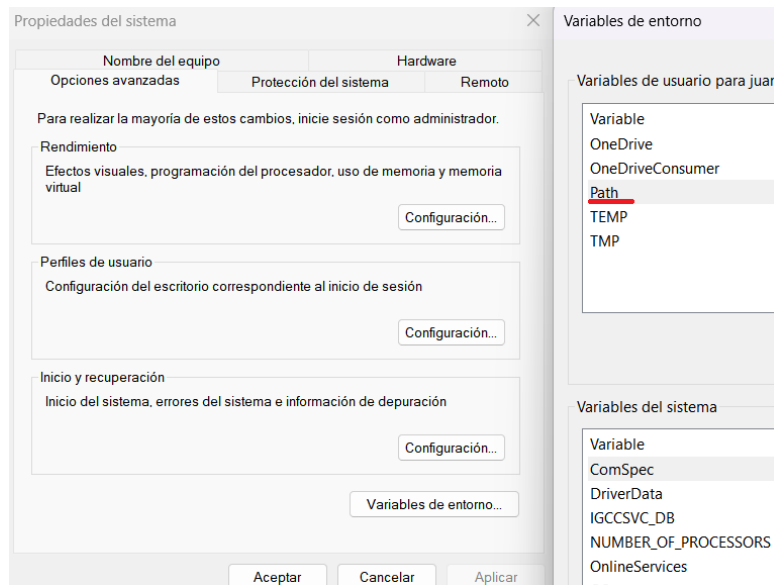 Propiedades del sistema
Nombre del equipo
Hardware
Opciones avanzadas
Protección del sistema
Remoto
Para realizar la mayoría de estos cambios, inicie sesión como administrador.
Rendimiento
Efectos visuales, programación del procesador, uso de memoria y memoria
virtual
Configuración...
Perfiles de usuario
Configuración del escritorio correspondiente al inicio de sesión
Configuración...
Inicio y recuperación
Inicio del sistema, errores del sistema e información de depuración
Configuración...
Variables de entorno...
Aceptar
Cancelar
Aplicar
Variables de entorno
Variables de usuario para juan
Variable
OneDrive
OneDriveConsumer
Path
TEMP
TMP
Variables del sistema
Variable
ComSpec
DriverData
IGCCSVC_DB
NUMBER_OF_PROCESSORS
OnlineServices